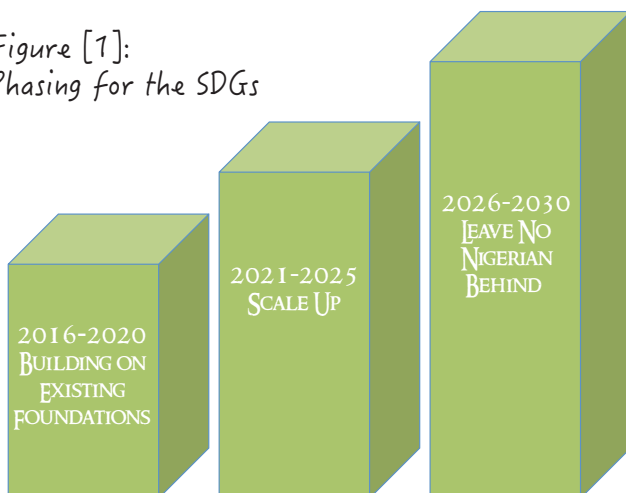 Figure [1]:
Phasing for the SDGs
2016-2020
Building on
Existing
Foundations
2021-2025
Scale Up
2026-2030
Leave No
Nigerian
Behind